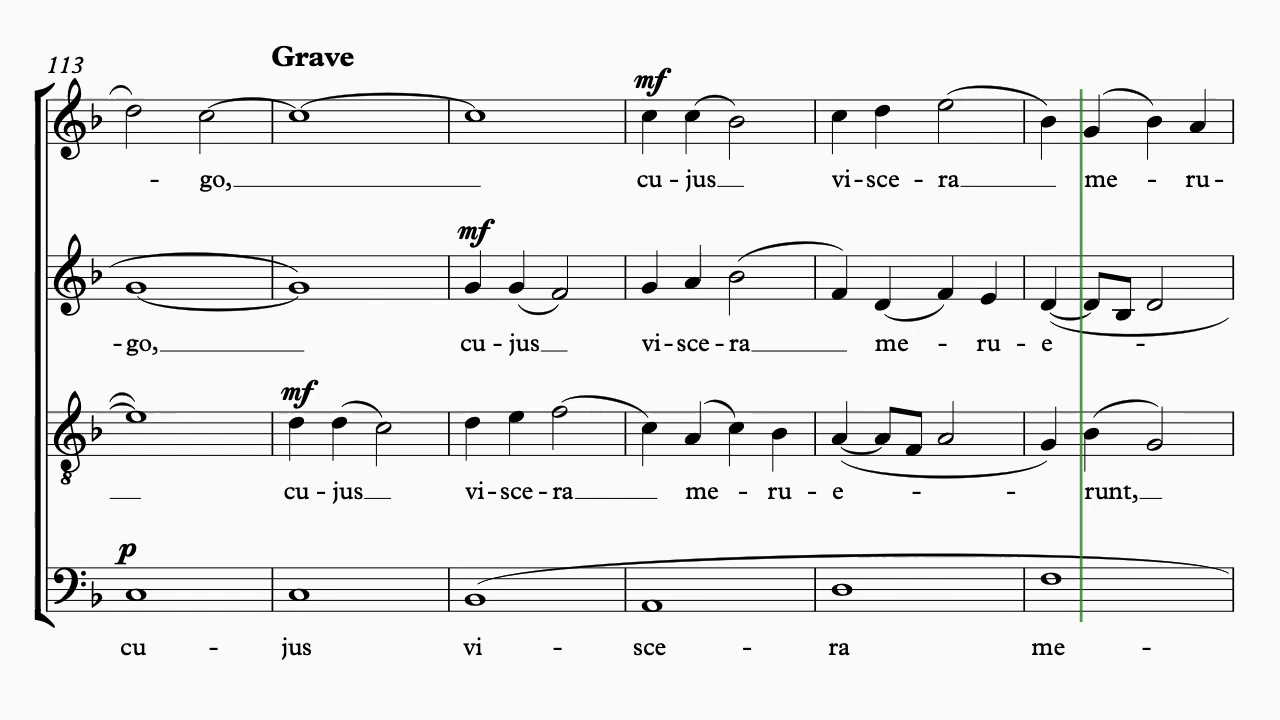 Grave
113
mf
- go,
cu - jus vi - sce - ra me - ru -
mf
- go,
cu - jus vi - sce - ra me - ru - e -
mf
cu - jus vi - sce - ra me - ru - e - - runt,
8
p
cu - jus vi - sce - ra me -